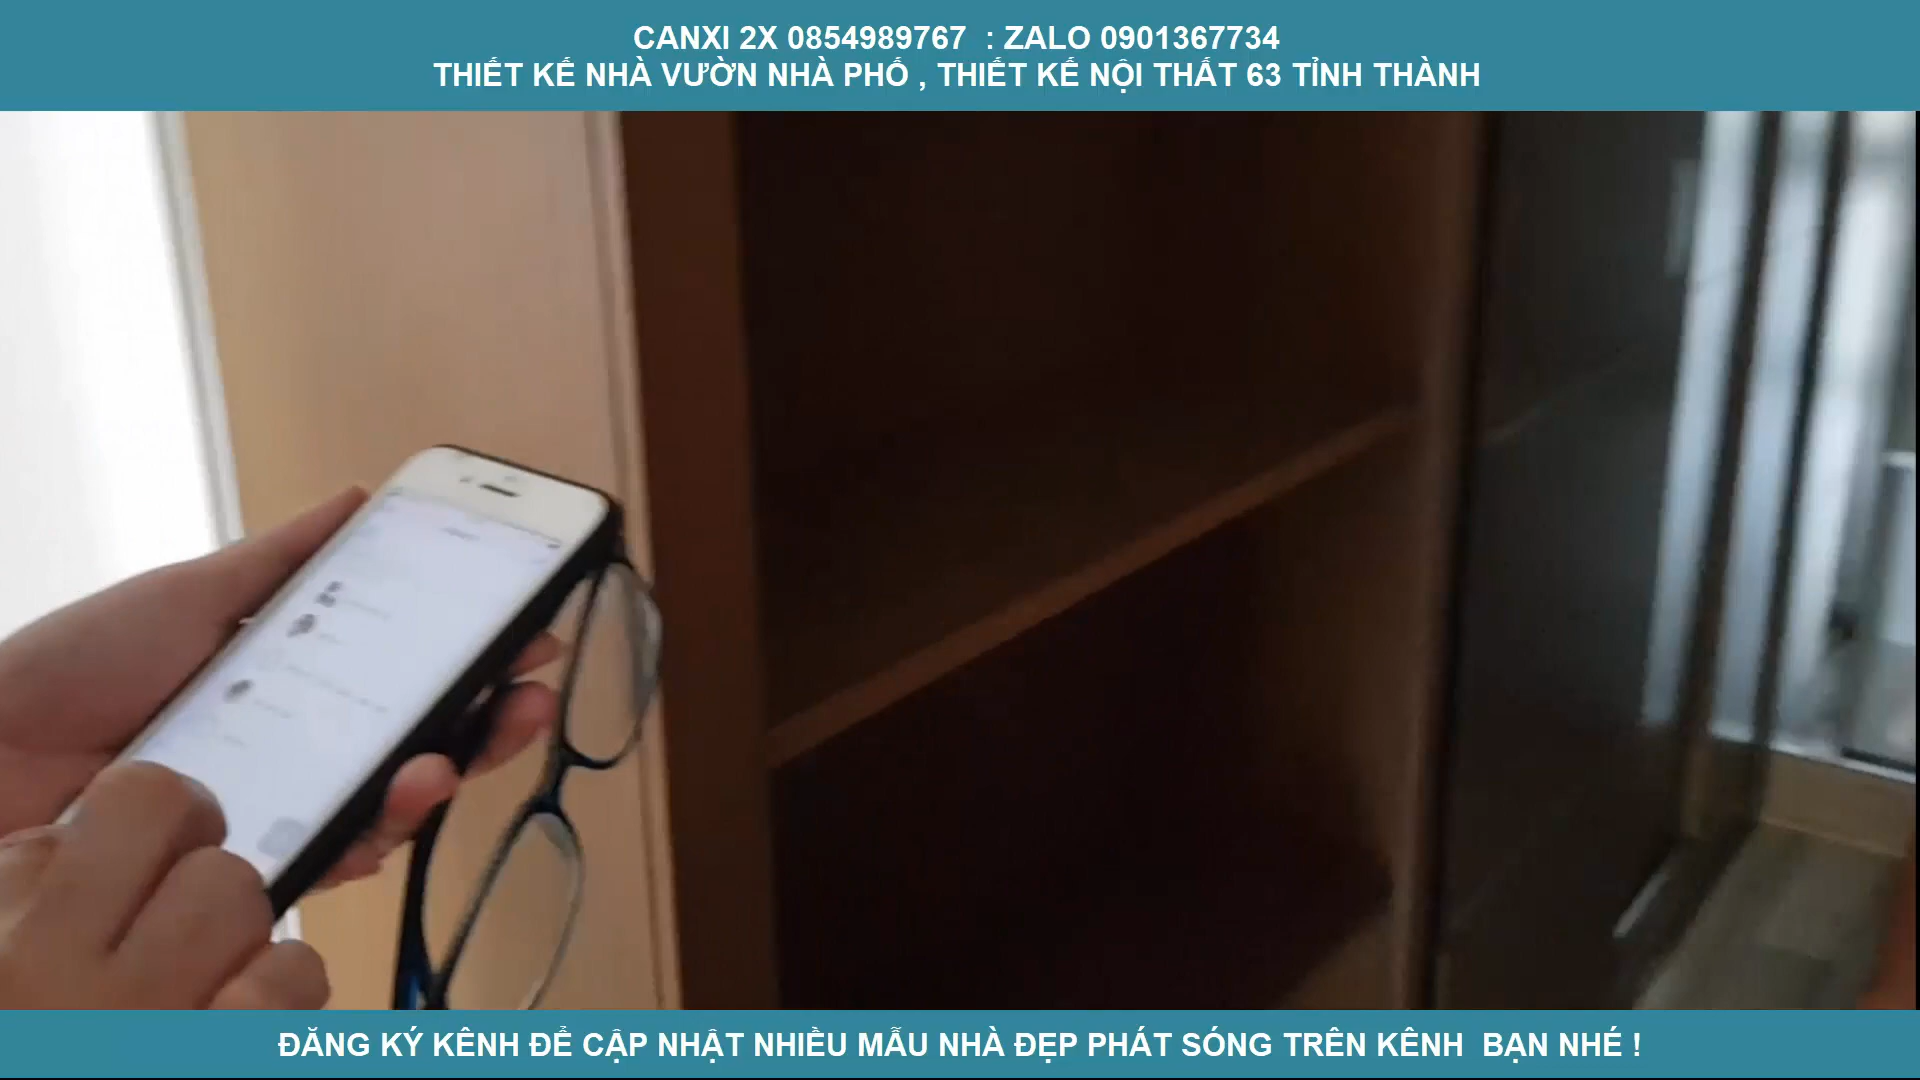 CANXI 2X 0854989767  : ZALO 0901367734
THIẾT KẾ NHÀ VƯỜN NHÀ PHỐ , THIẾT KẾ NỘI THẤT 63 TỈNH THÀNH
ĐĂNG KÝ KÊNH ĐỂ CẬP NHẬT NHIỀU MẪU NHÀ ĐẸP PHÁT SÓNG TRÊN KÊNH  BẠN NHÉ !